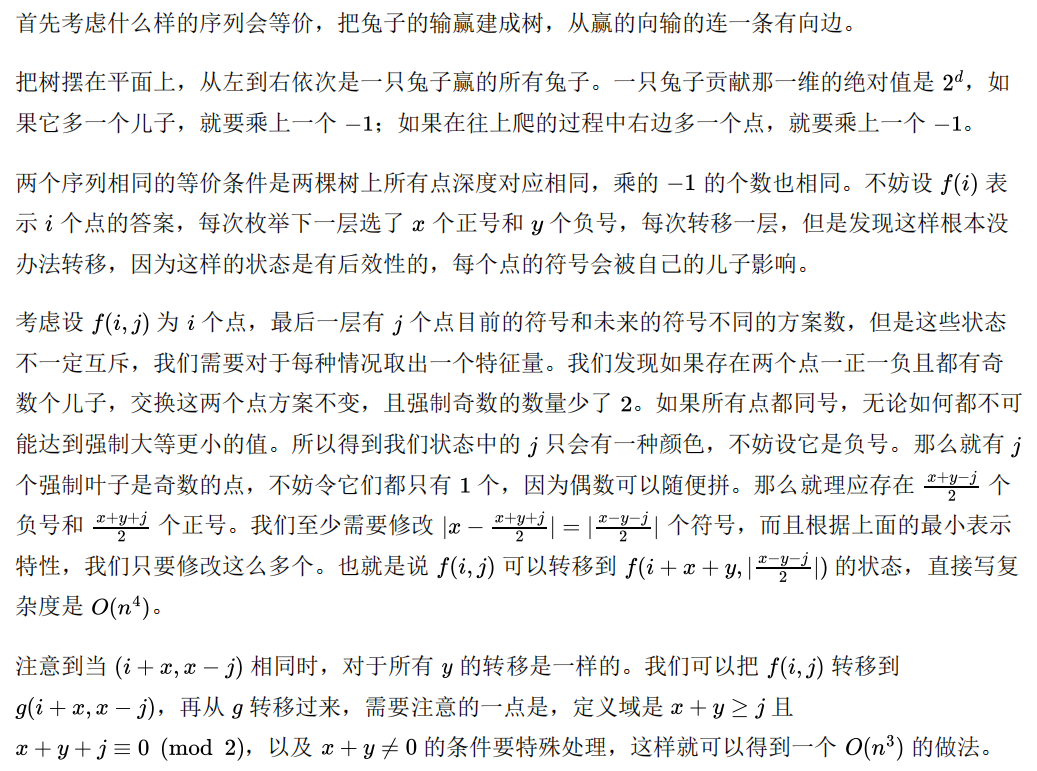 首先考虑什么样的序列会等价，把兔子的输赢建成树，从赢的向输的连一条有向边。
把树摆在平面上，从左到右依次是一只兔子赢的所有兔子。一只兔子贡献那一维的绝对值是 $2^d$，如
果它多一个儿子，就要乘上一个 $-1$；如果在往上爬的过程中右边多一个点，就要乘上一个 $-1$。
两个序列相同的等价条件是两棵树上所有点深度对应相同，乘的 $-1$ 的个数也相同。不妨设 $f(i)$ 表
示 $i$ 个点的答案，每次枚举下一层选了 $x$ 个正号和 $y$ 个负号，每次转移一层，但是发现这样根本没
办法转移，因为这样的状态是有后效性的，每个点的符号会被自己的儿子影响。
考虑设 $f(i,j)$ 为 $i$ 个点，最后一层有 $j$ 个点目前的符号和未来的符号不同的方案数，但是这些状态
不一定互斥，我们需要对于每种情况取出一个特征量。我们发现如果存在两个点一正一负且都有奇
数个儿子，交换这两个点方案不变，且强制奇数的数量少了 $2$。如果所有点都同号，无论如何都不可
能达到强制大等更小的值。所以得到我们状态中的 $j$ 只会有一种颜色，不妨设它是负号。那么就有 $j$
个强制叶子是奇数的点，不妨令它们都只有 $1$ 个，因为偶数可以随便拼。那么就理应存在 $\frac{x+y-j}{2}$ 个
负号和 $\frac{x+y+j}{2}$ 个正号。我们至少需要修改 $|x-\frac{x+y+j}{2}|=|\frac{x-y-j}{2}|$ 个符号，而且根据上面的最小表示
特性，我们只要修改这么多个。也就是说 $f(i,j)$ 可以转移到 $f(i+x+y,|\frac{x-y-j}{2}|)$ 的状态，直接写复
杂度是 $O(n^4)$。
注意到当 $(i+x,x-j)$ 相同时，对于所有 $y$ 的转移是一样的。我们可以把 $f(i,j)$ 转移到
$g(i+x,x-j)$，再从 $g$ 转移过来，需要注意的一点是，定义域是 $x+y\geq j$ 且
$x+y+j\equiv 0\pmod 2$，以及 $x+y\neq 0$ 的条件要特殊处理，这样就可以得到一个 $O(n^3)$ 的做法。